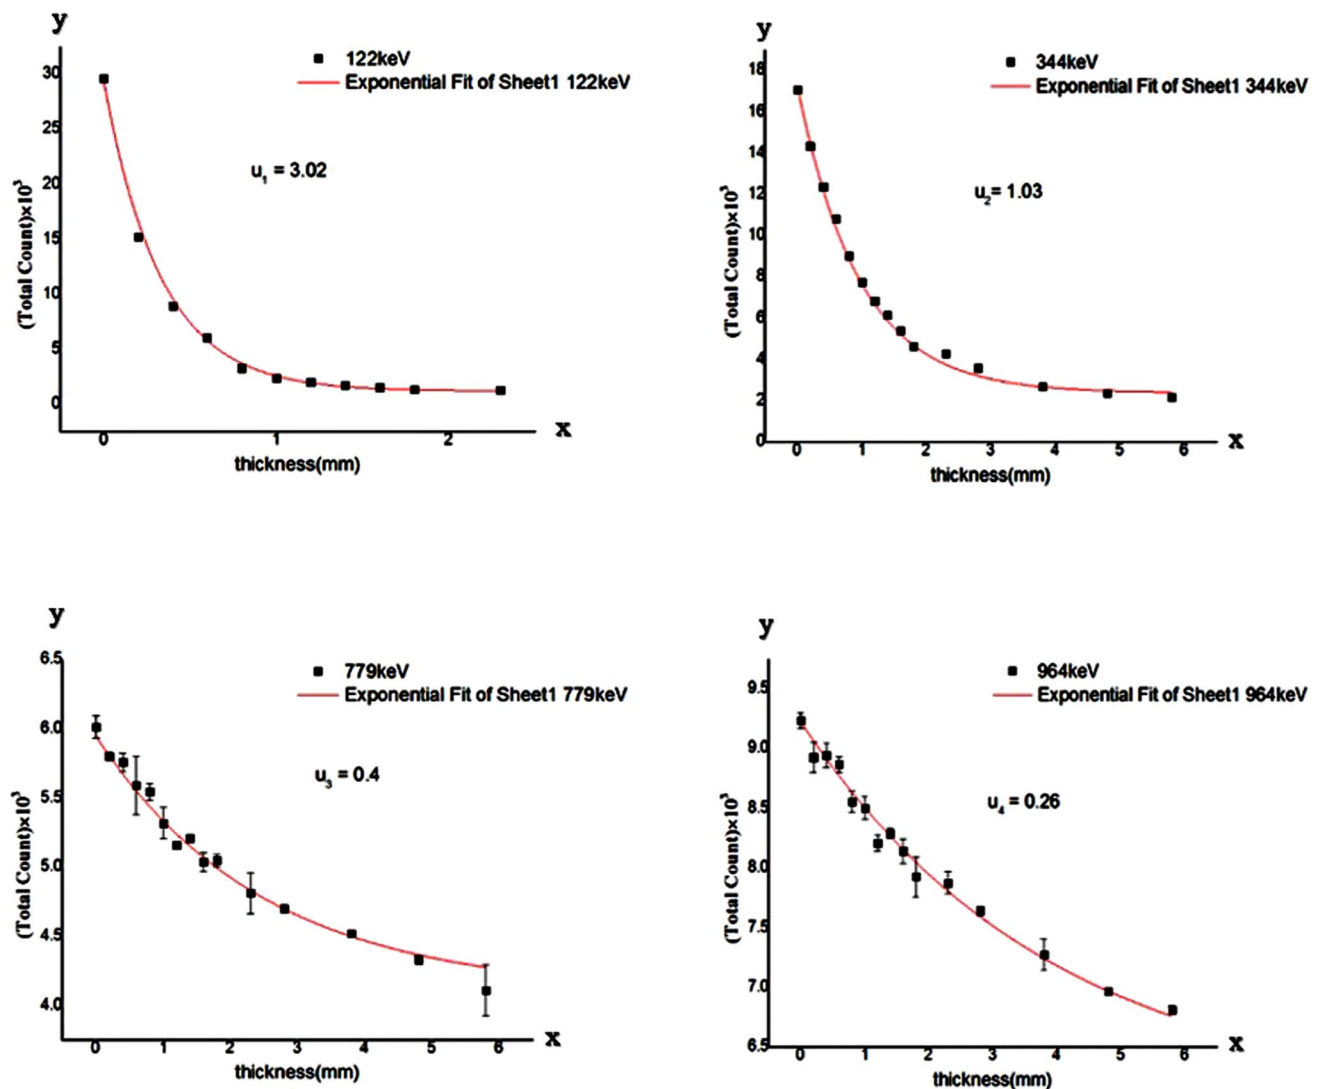 y
122keV
Exponential Fit of Sheet1 122keV
30
25
20
15
10
5
0
u1 = 3.02
(Total Count)×10³
0 1 2
x
thickness(mm)
y
344keV
Exponential Fit of Sheet1 344keV
18
16
14
12
10
8
6
4
2
0
u2= 1.03
(Total Count)×10³
0 1 2 3 4 5 6
x
thickness(mm)
y
779keV
Exponential Fit of Sheet1 779keV
6.5
6.0
5.5
5.0
4.5
4.0
u3 = 0.4
(Total Count)×10³
0 1 2 3 4 5 6
x
thickness(mm)
y
964keV
Exponential Fit of Sheet1 964keV
9.5
9.0
8.5
8.0
7.5
7.0
6.5
u4 = 0.26
(Total Count)×10³
0 1 2 3 4 5 6
x
thickness(mm)